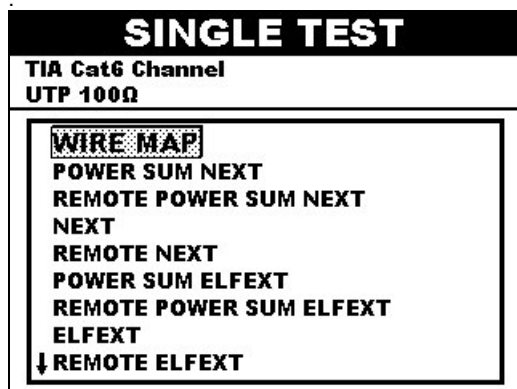 SINGLE TEST
TIA Cat6 Channel
UTP 100Ω
WIRE MAP
POWER SUM NEXT
REMOTE POWER SUM NEXT
NEXT
REMOTE NEXT
POWER SUM ELFEXT
REMOTE POWER SUM ELFEXT
ELFEXT
↓ REMOTE ELFEXT